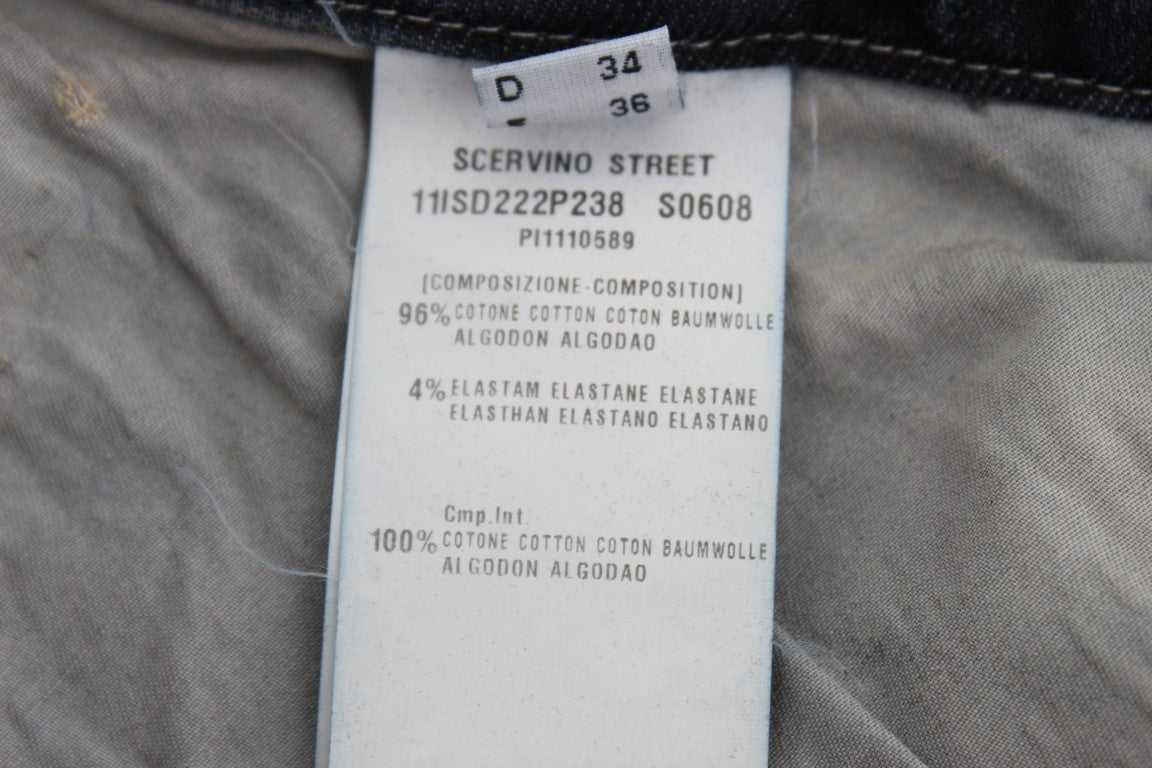 D 34
36
SCERVINO STREET
11ISD222P238 S0608
PI1110589
[COMPOSIZIONE-COMPOSITION]
96% COTONE COTTON COTON BAUMWOLLE
ALGODON ALGODAO
4% ELASTAM ELASTANE ELASTANE
ELASTHAN ELASTANO ELASTANO
Cmp.Int.
100% COTONE COTTON COTON BAUMWOLLE
ALGODON ALGODAO